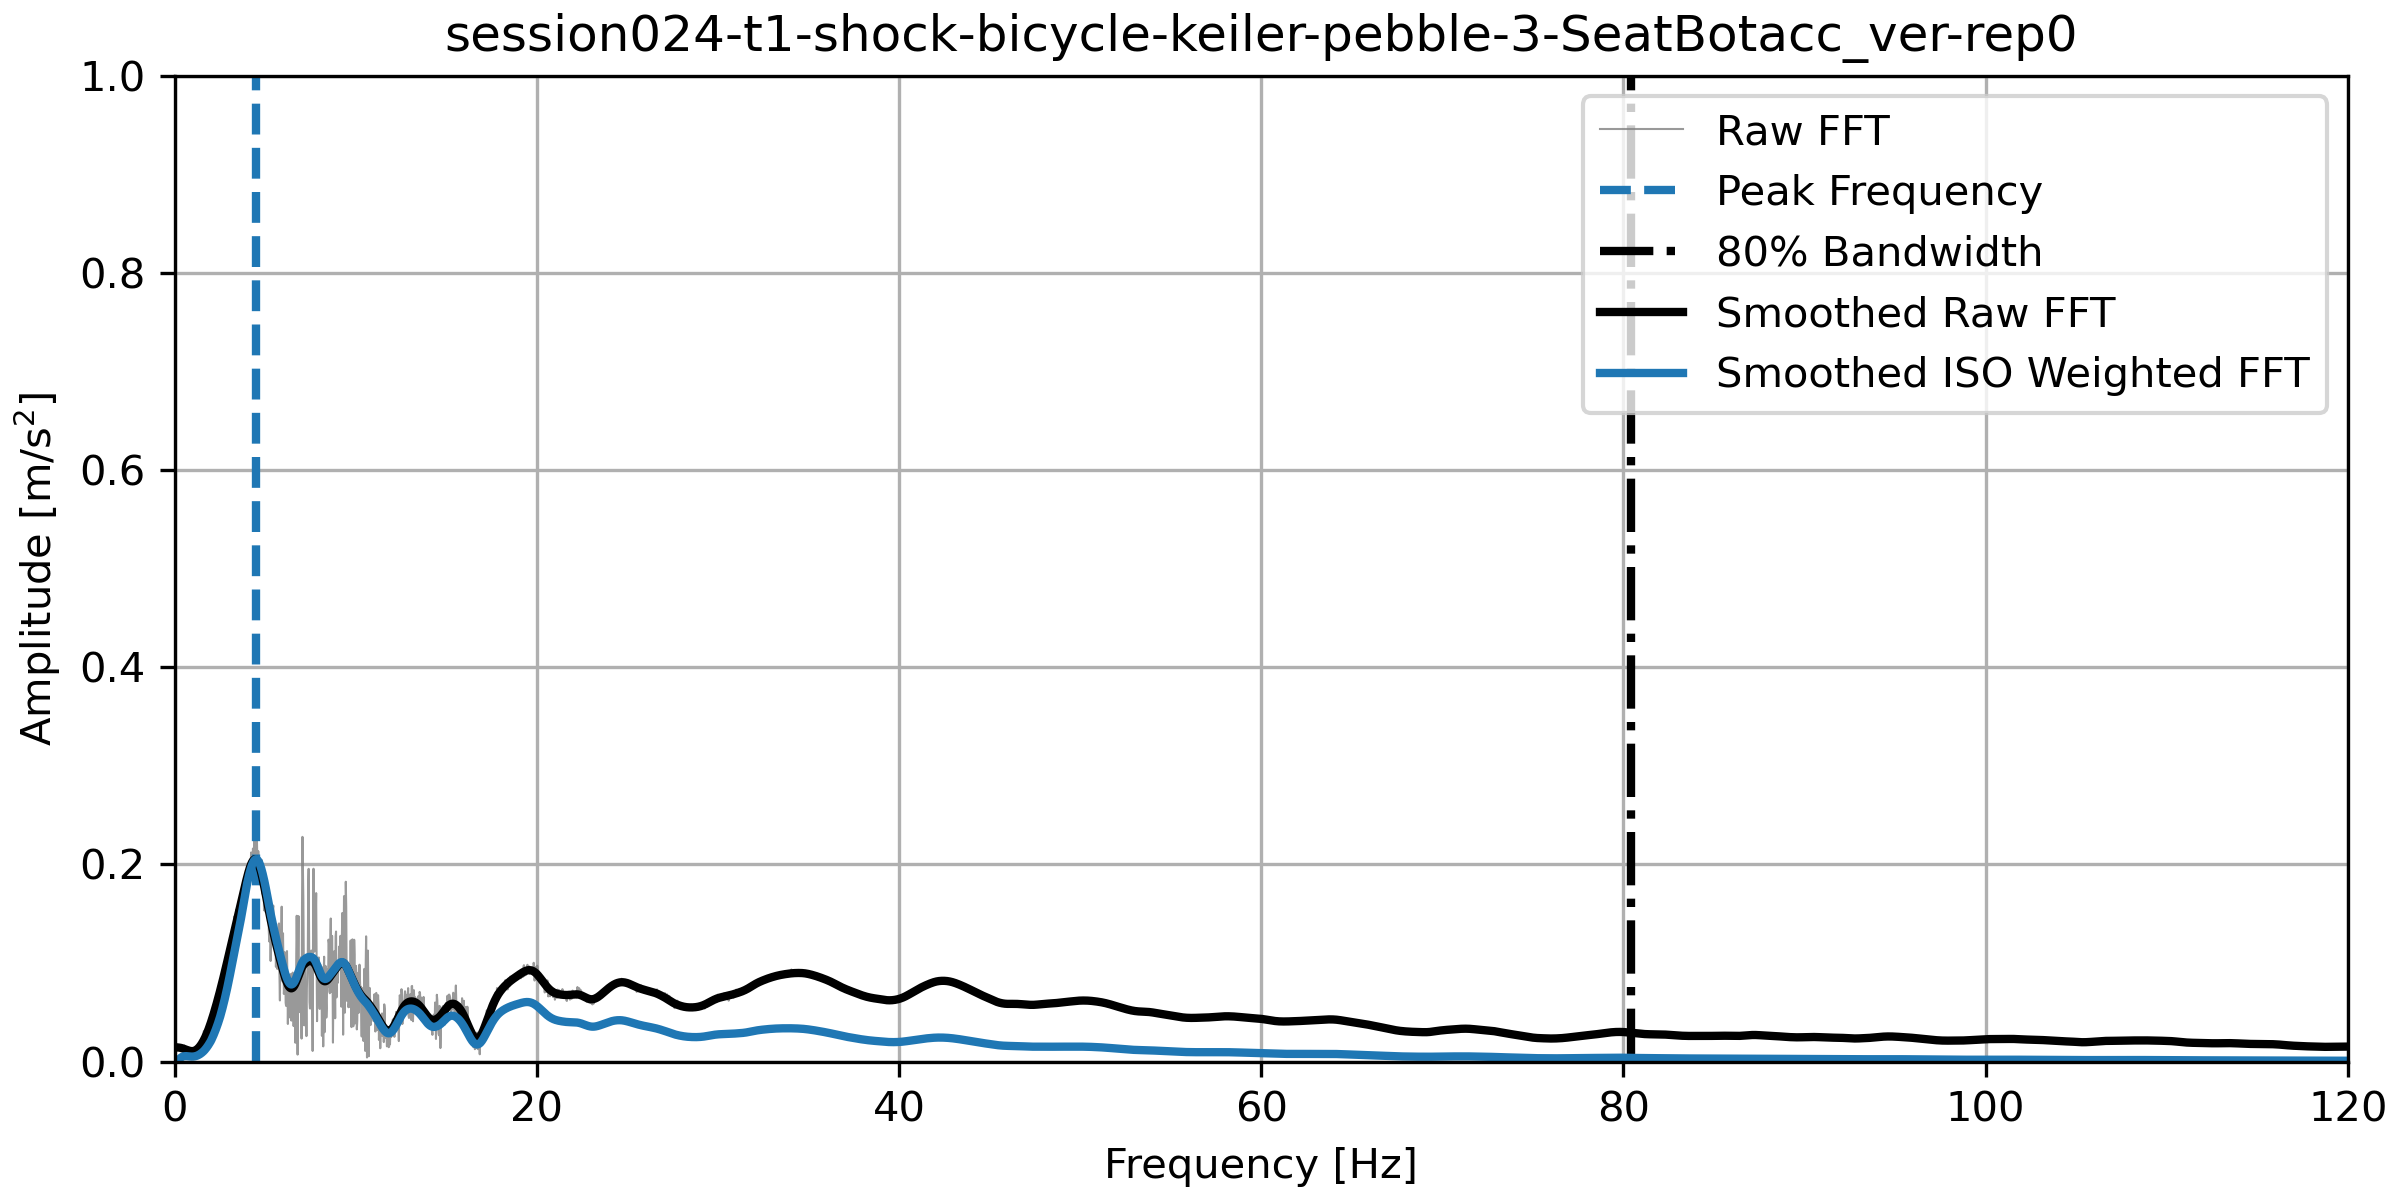 session024-t1-shock-bicycle-keiler-pebble-3-SeatBotacc_ver-rep0
1.0
0.8
0.6
0.4
0.2
0.0
Amplitude [m/s²]
Raw FFT
Peak Frequency
80% Bandwidth
Smoothed Raw FFT
Smoothed ISO Weighted FFT
0 20 40 60 80 100 120
Frequency [Hz]